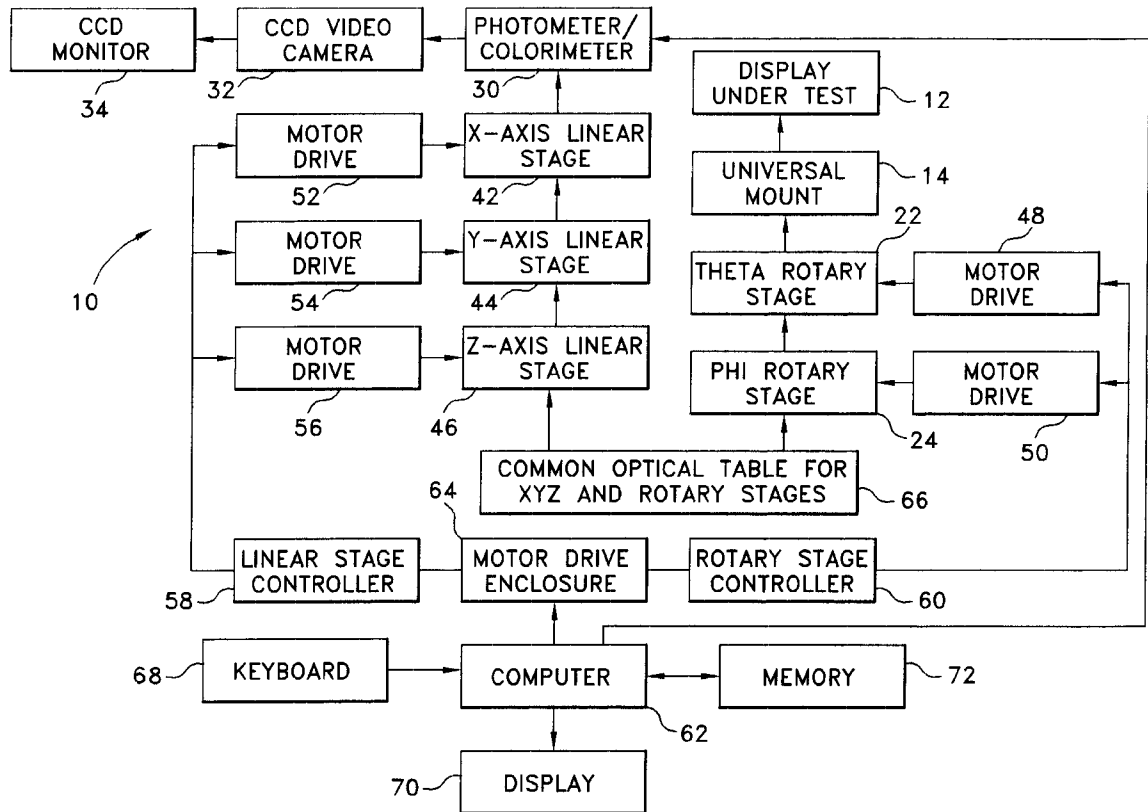 CCD
MONITOR
34
CCD VIDEO
CAMERA
32
PHOTOMETER/
COLORIMETER
30
DISPLAY
UNDER TEST
12
MOTOR
DRIVE
52
X-AXIS LINEAR
STAGE
42
UNIVERSAL
MOUNT
14
10
MOTOR
DRIVE
54
Y-AXIS LINEAR
STAGE
44
THETA ROTARY
STAGE
22
MOTOR
DRIVE
48
MOTOR
DRIVE
56
Z-AXIS LINEAR
STAGE
46
PHI ROTARY
STAGE
24
MOTOR
DRIVE
50
COMMON OPTICAL TABLE FOR
XYZ AND ROTARY STAGES
66
LINEAR STAGE
CONTROLLER
58
64
MOTOR DRIVE
ENCLOSURE
ROTARY STAGE
CONTROLLER
60
68
KEYBOARD
COMPUTER
62
MEMORY
72
70
DISPLAY